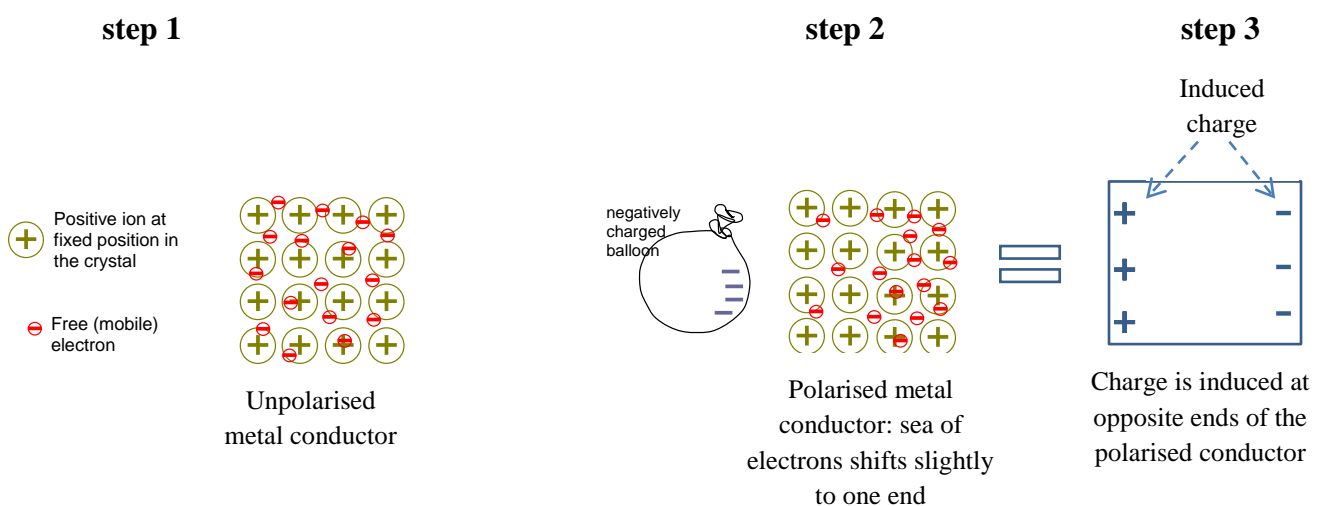 step 1
step 2
step 3
Induced
charge
Positive ion at
fixed position in
the crystal
Free (mobile)
electron
Unpolarised
metal conductor
negatively
charged
balloon
Polarised metal
conductor: sea of
electrons shifts slightly
to one end
Charge is induced at
opposite ends of the
polarised conductor